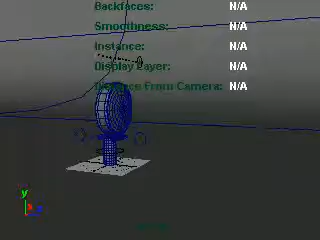 Backfaces: N/A
Smoothness: N/A
Instance: N/A
Display Layer: N/A
Distance From Camera: N/A
y
x
z